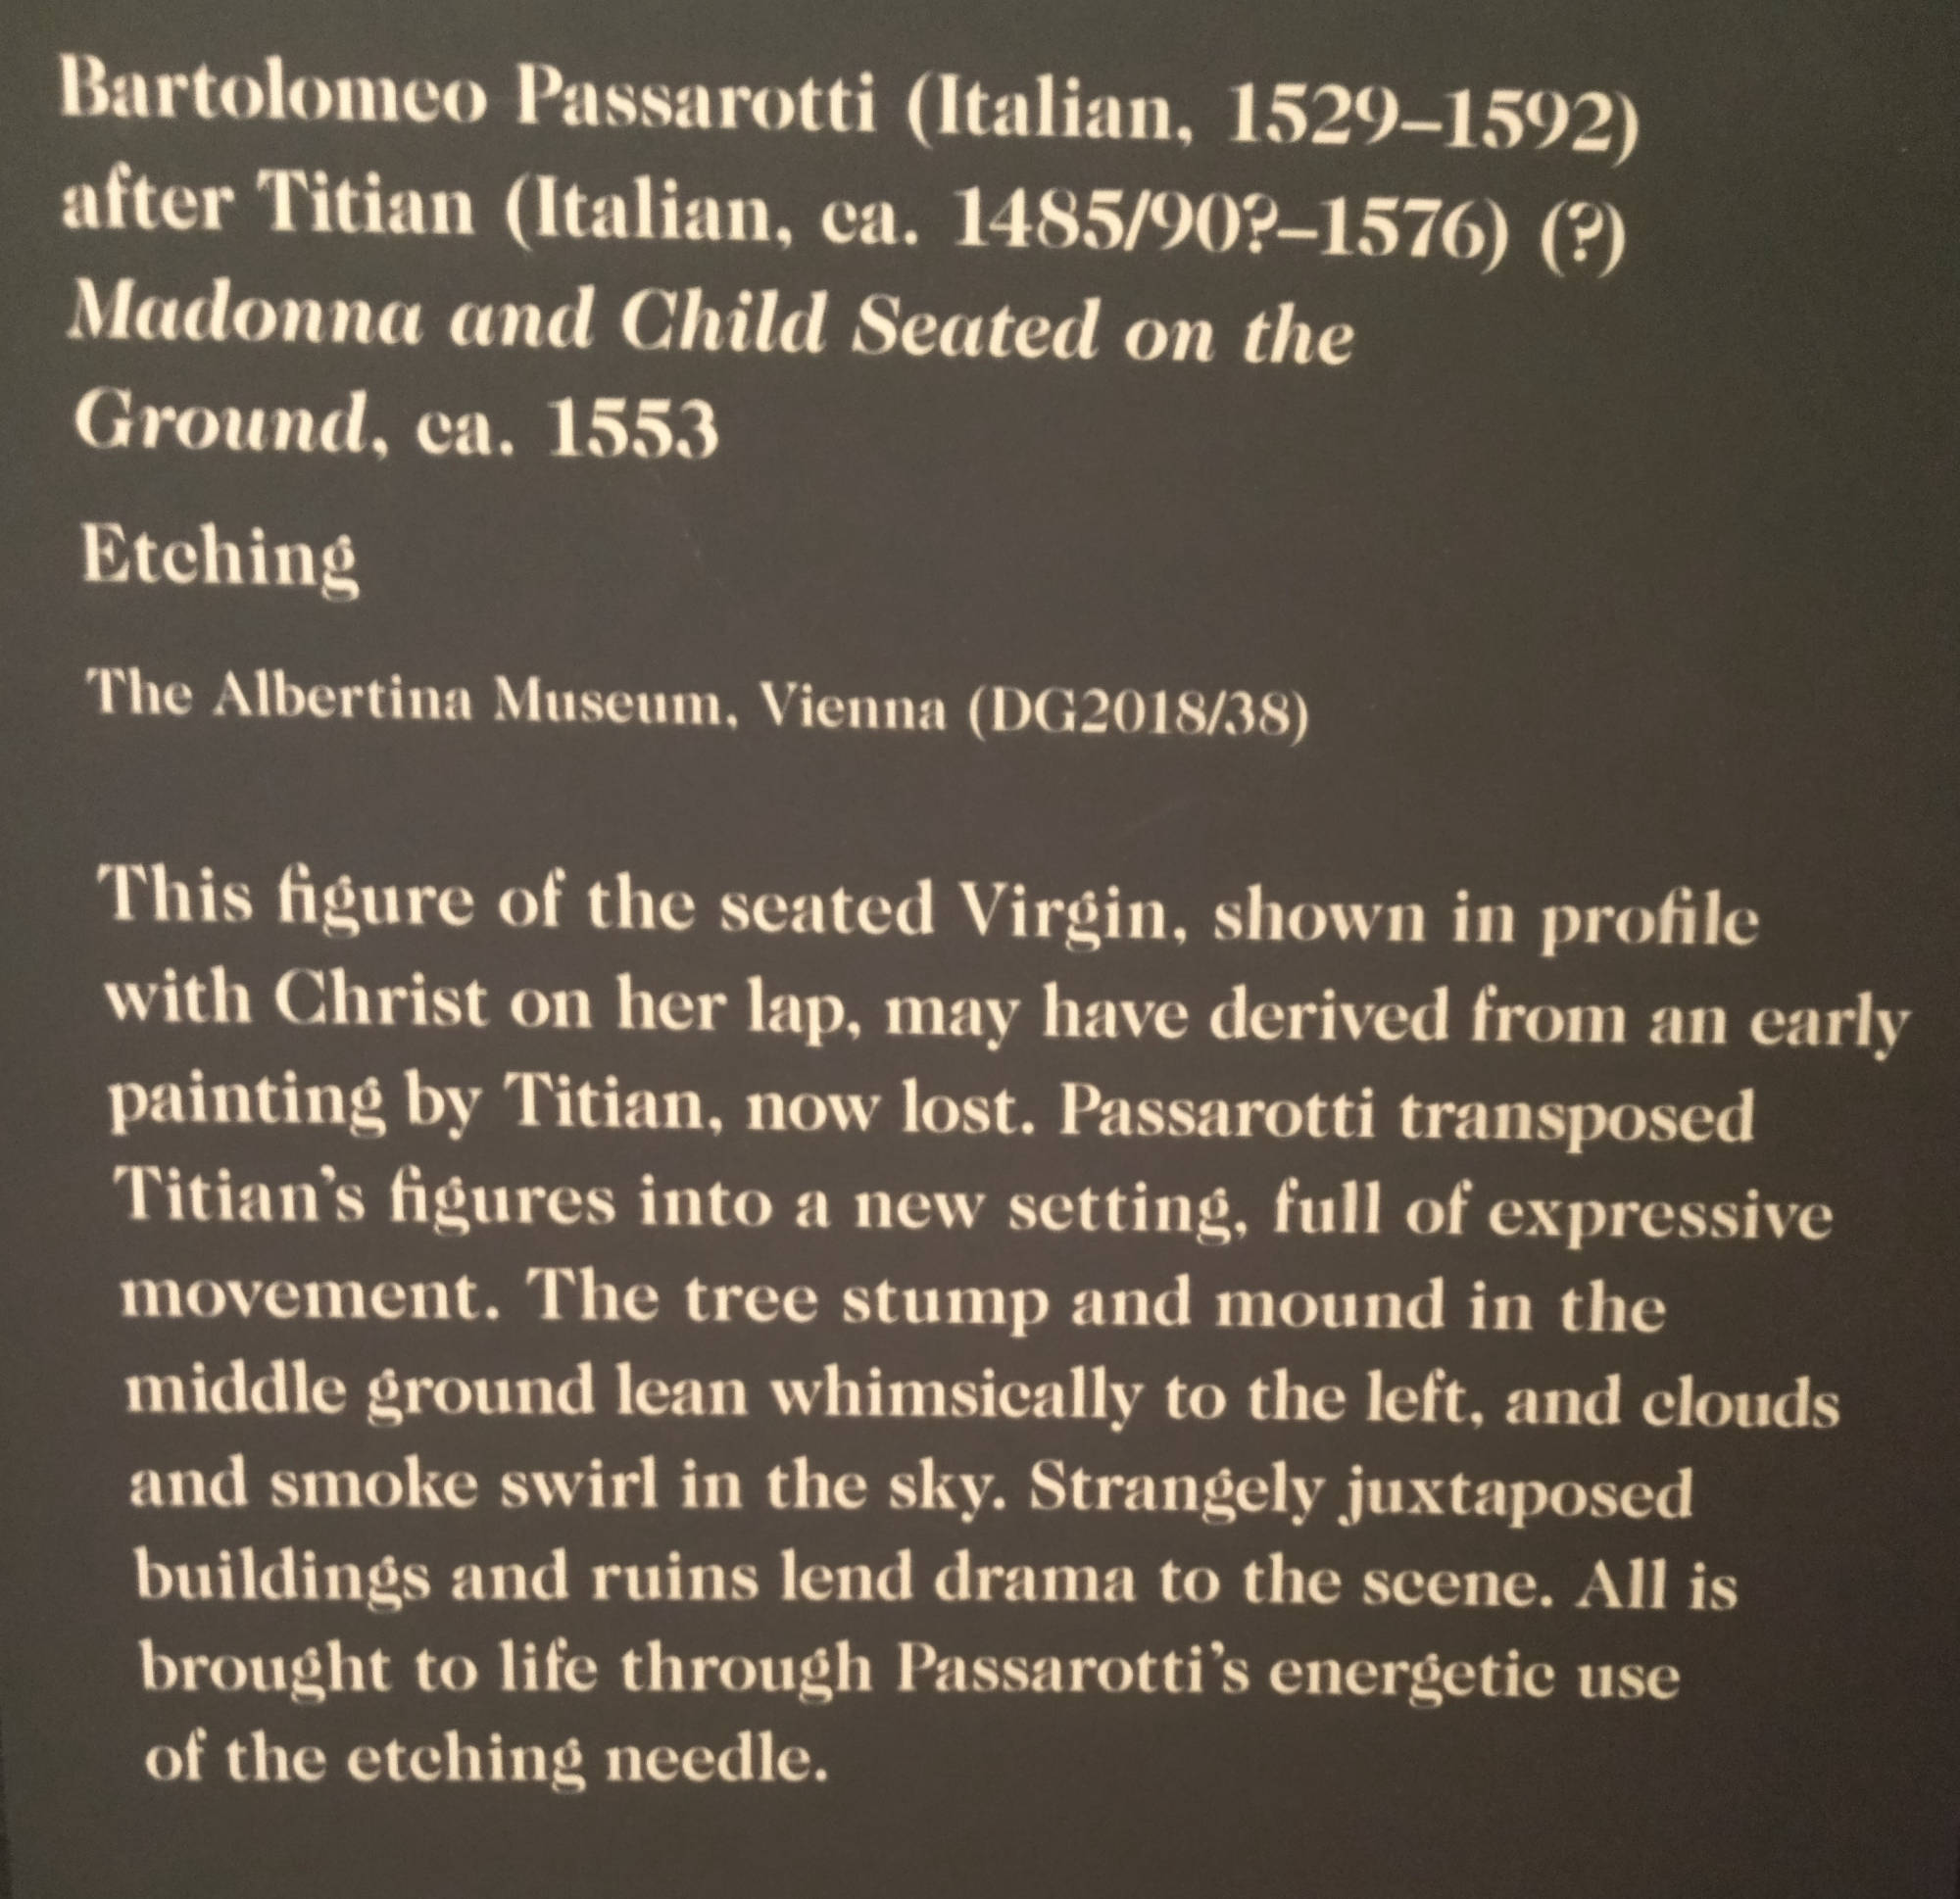 Bartolomeo Passarotti (Italian, 1529–1592)
after Titian (Italian, ca. 1485/90?–1576) (?)
Madonna and Child Seated on the
Ground, ca. 1553
Etching
The Albertina Museum, Vienna (DG2018/38)
This figure of the seated Virgin, shown in profile
with Christ on her lap, may have derived from an early
painting by Titian, now lost. Passarotti transposed
Titian’s figures into a new setting, full of expressive
movement. The tree stump and mound in the
middle ground lean whimsically to the left, and clouds
and smoke swirl in the sky. Strangely juxtaposed
buildings and ruins lend drama to the scene. All is
brought to life through Passarotti’s energetic use
of the etching needle.